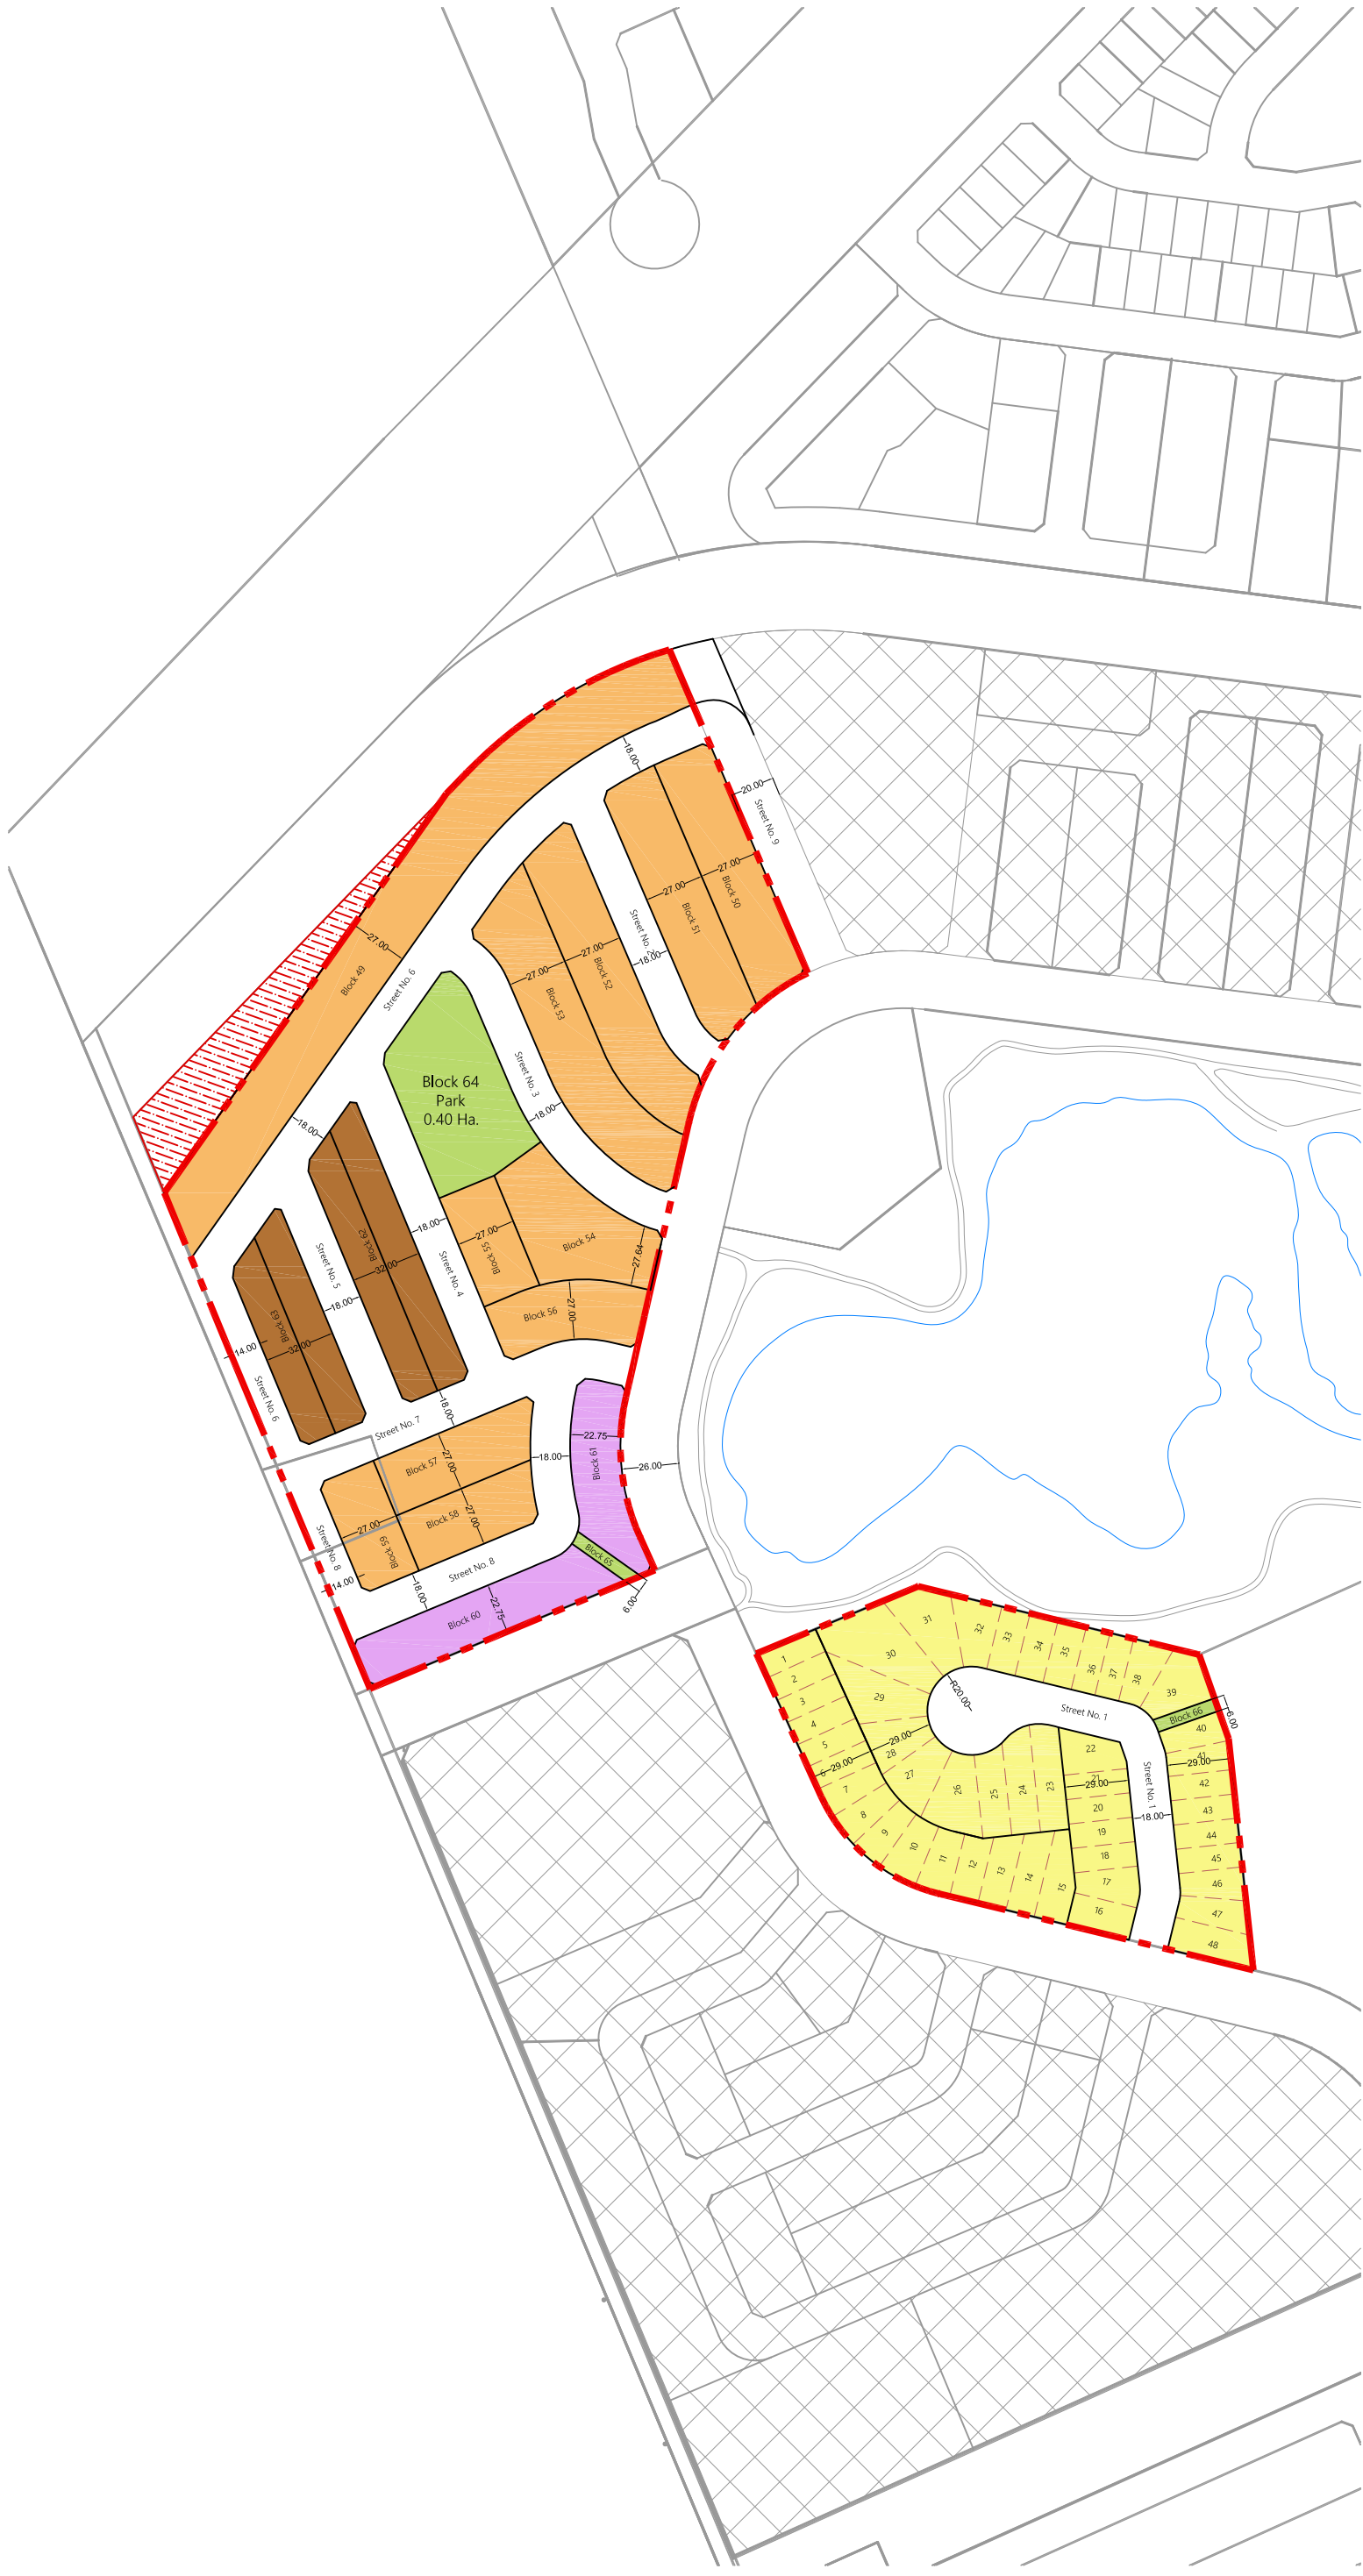 18.00
20.00
Street No. 9
27.00
27.00
Block 50
Block 51
Street No. 2
18.00
27.00
27.00
Block 52
Block 53
27.00
Block 49
Street No. 6
Block 64
Park
0.40 Ha.
Street No. 3
18.00
18.00
Block 62
32.00
Street No. 5
18.00
18.00
Street No. 4
27.00
Block 55
Block 54
27.64
Block 56
27.00
Block 63
32.00
14.00
Street No. 6
18.00
Street No. 7
Block 57
27.00
18.00
22.75
Block 61
26.00
Block 58
27.00
27.00
Block 59
Street No. 8
14.00
18.00
Street No. 8
Block 65
6.00
Block 60
22.75
1
2
3
4
5
6
29.00
7
8
9
10
11
12
13
14
15
16
17
18
19
20
21
29.00
22
23
24
25
26
27
28
29.00
29
30
31
32
33
34
35
36
37
38
39
R20.00
Street No. 1
Block 66
6.00
40
41
29.00
42
43
44
45
46
47
48
Street No. 1
18.00